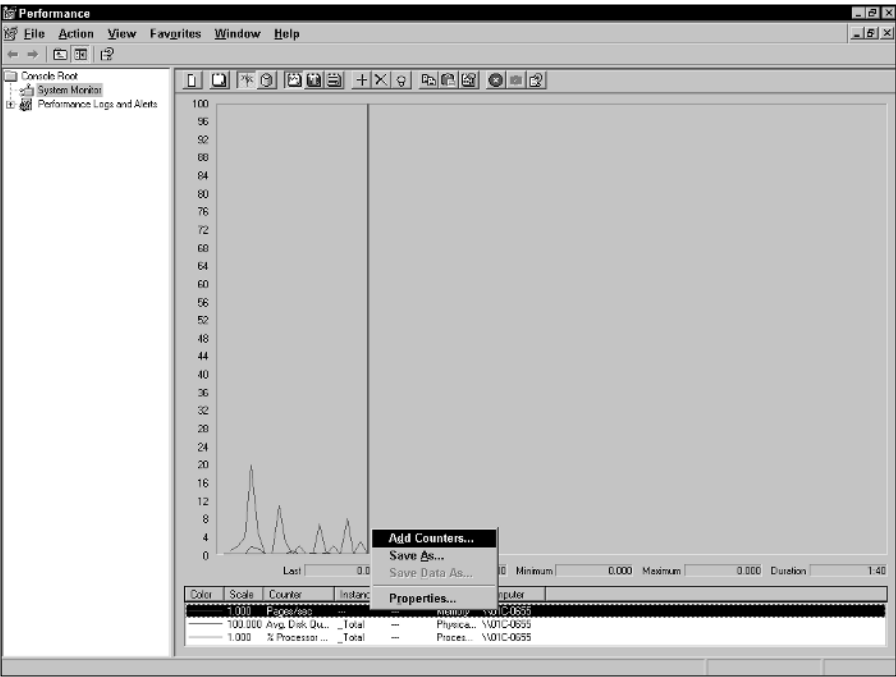 Performance
File Action View Favorites Window Help
Console Root
System Monitor
Performance Logs and Alerts
100
96
92
88
84
80
76
72
68
64
60
56
52
48
44
40
36
32
28
24
20
16
12
8
4
0
Add Counters...
Save As...
Save Data As...
Properties...
Last 0.0 Minimum 0.000 Maximum 0.000 Duration 1:40
Color Scale Counter Instanc mputer
1.000 Pages/sec --- --- Memory \\01C-0655
100.000 Avg. Disk Qu... _Total --- Physica... \\01C-0655
1.000 % Processor ... _Total --- Proces... \\01C-0655